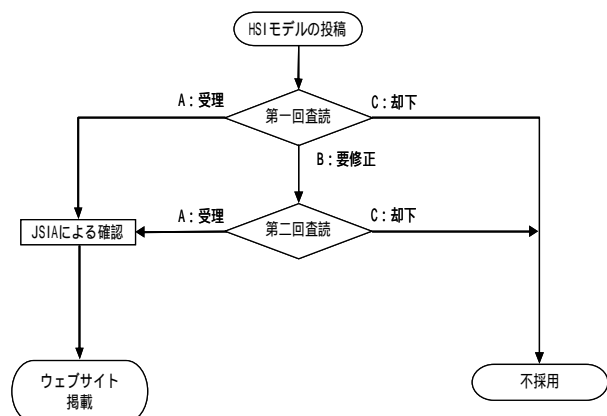 HSIモデルの投稿
A：受理
C：却下
第一回査読
B：要修正
A：受理
C：却下
JSIAによる確認
第二回査読
ウェブサイト
掲載
不採用